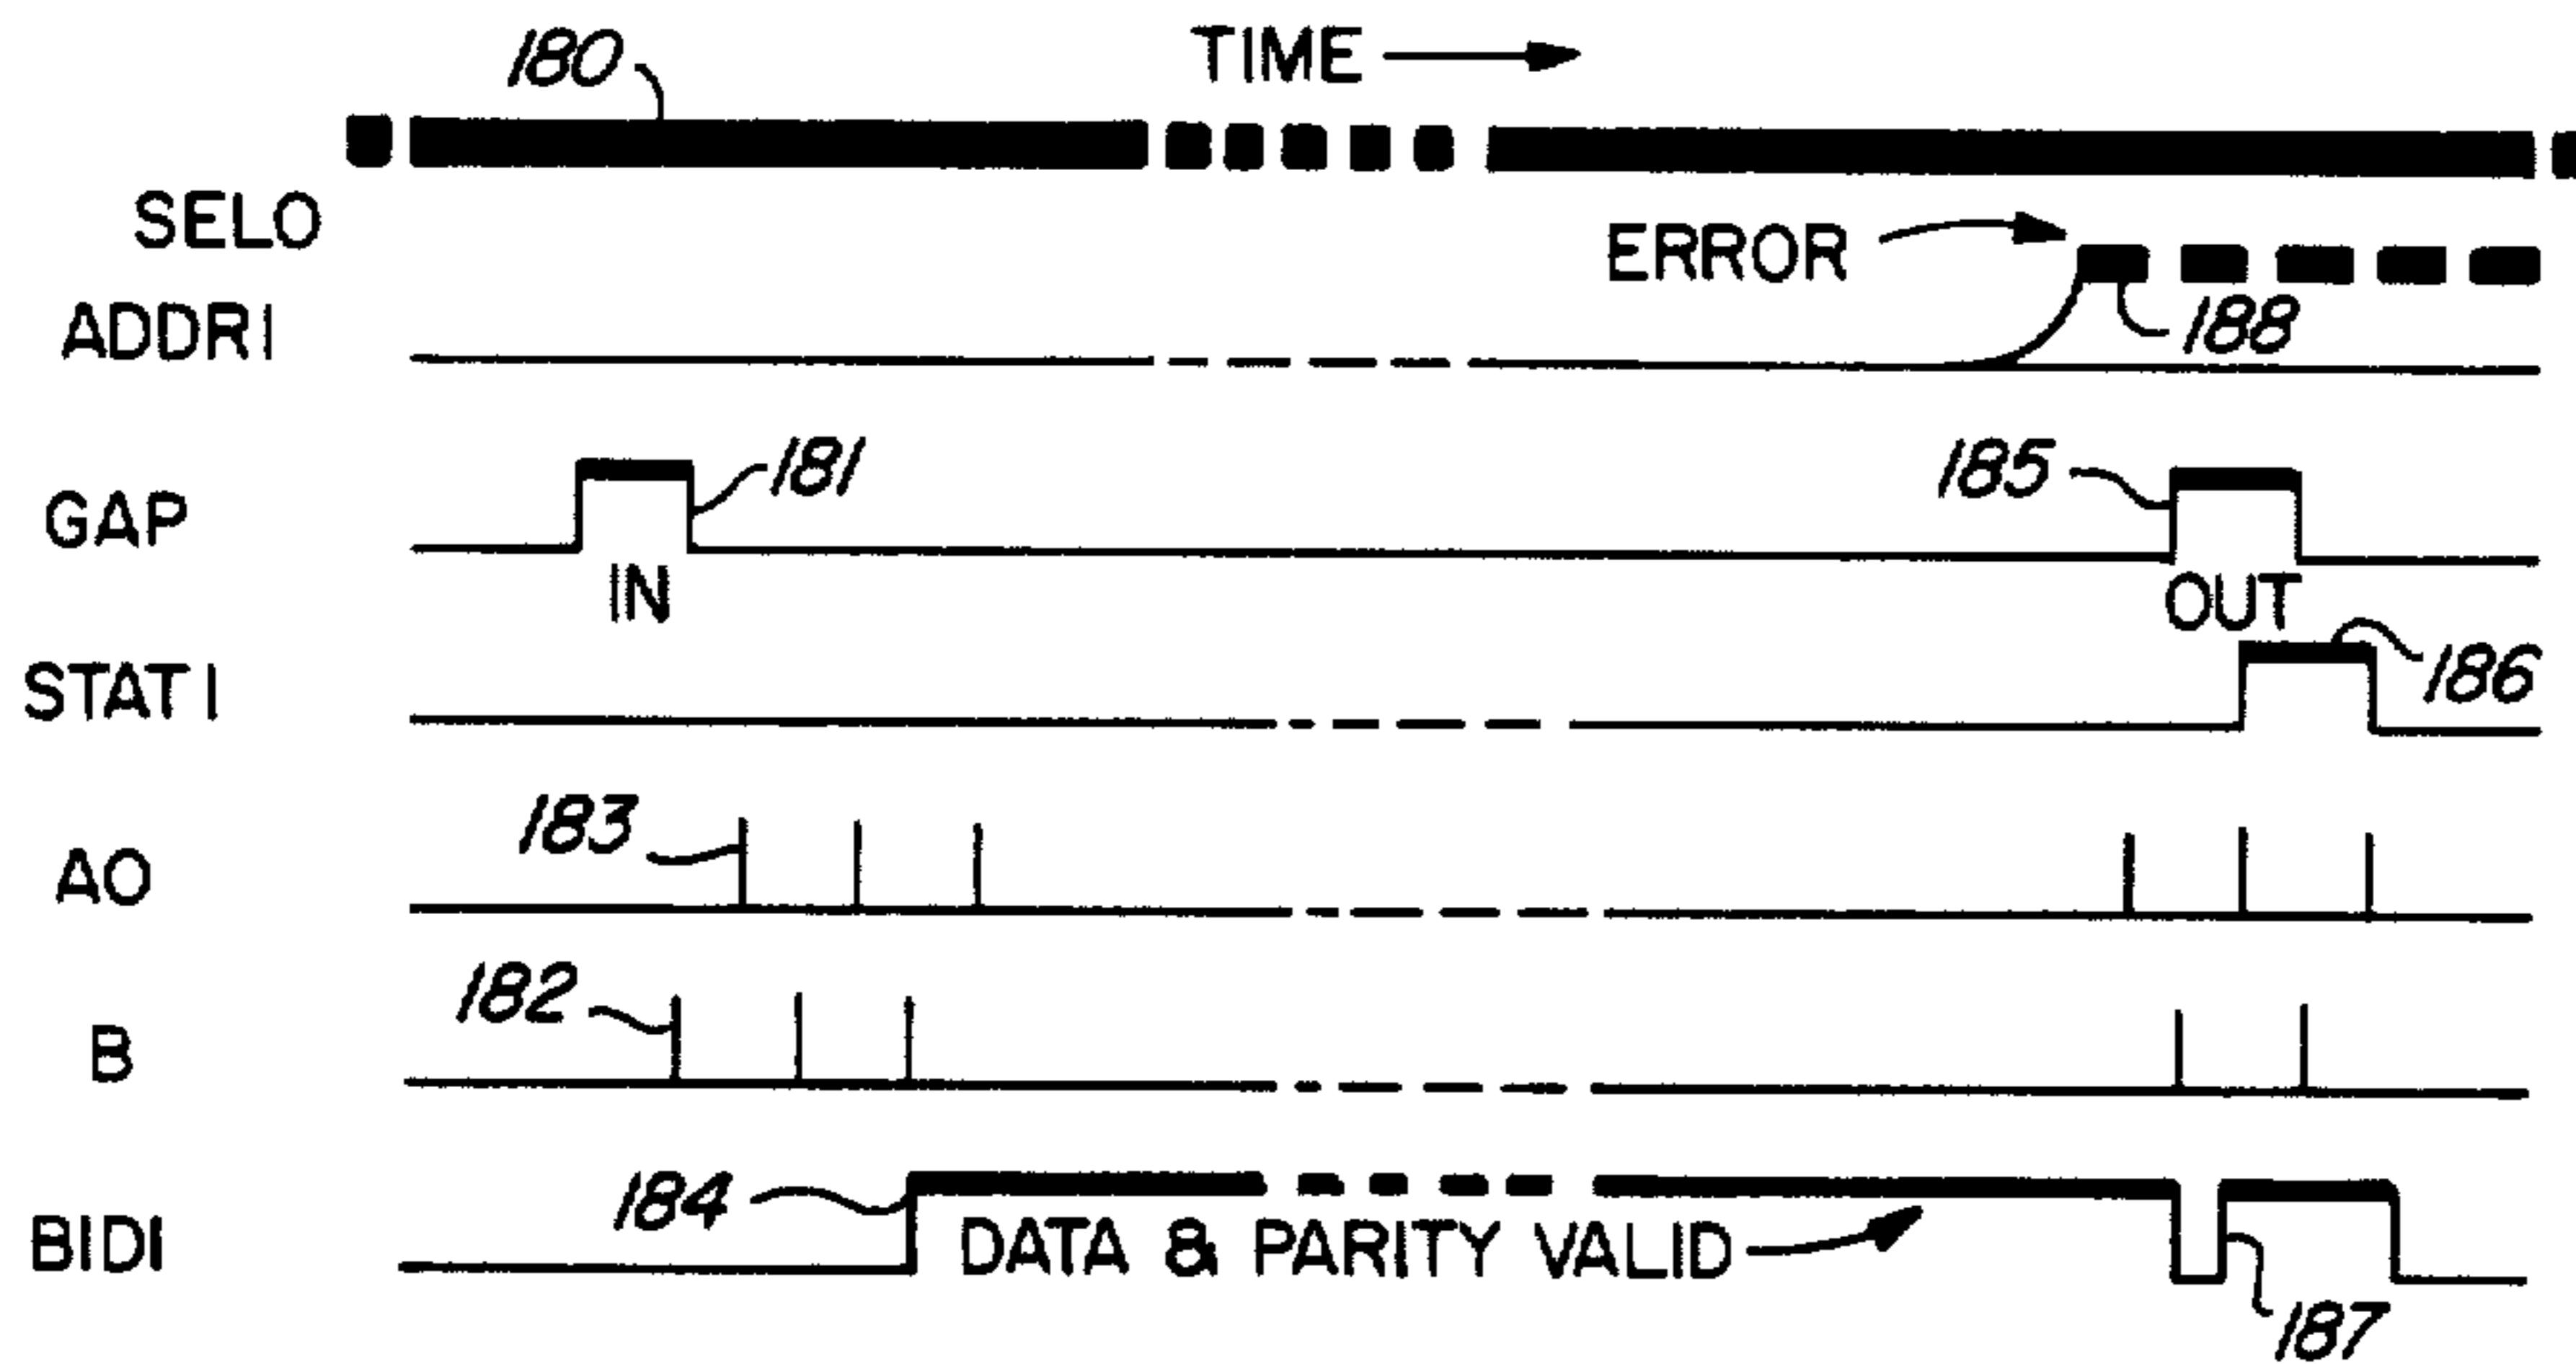 180
TIME
SELO
ERROR
ADDRI
188
GAP
181
IN
185
OUT
STATI
186
AO
183
B
182
BIDI
184
DATA & PARITY VALID
187